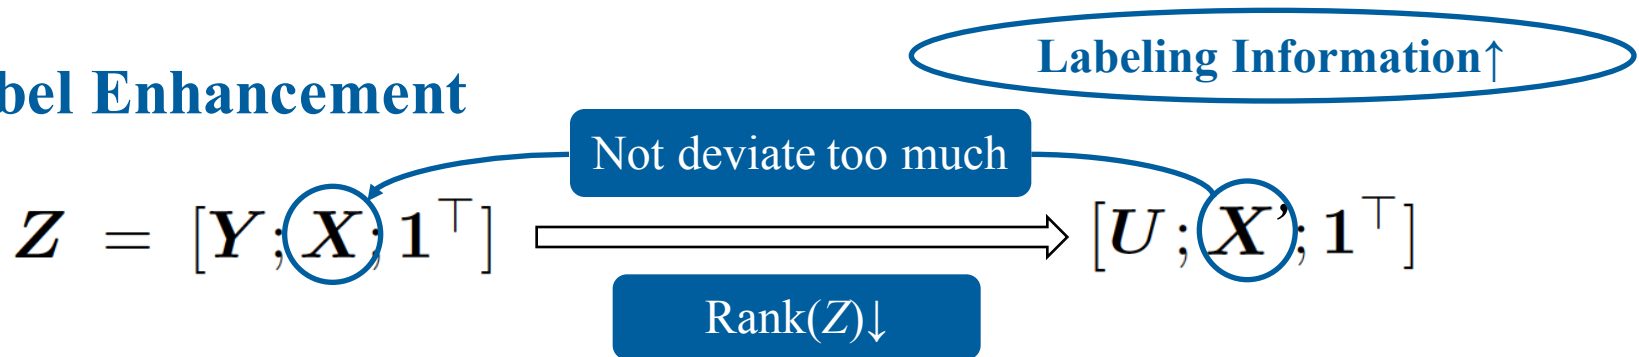 Labeling Information↑
bel Enhancement
Not deviate too much
Z = [Y; X; 1⊤] [U; X’; 1⊤]
Rank(Z)↓